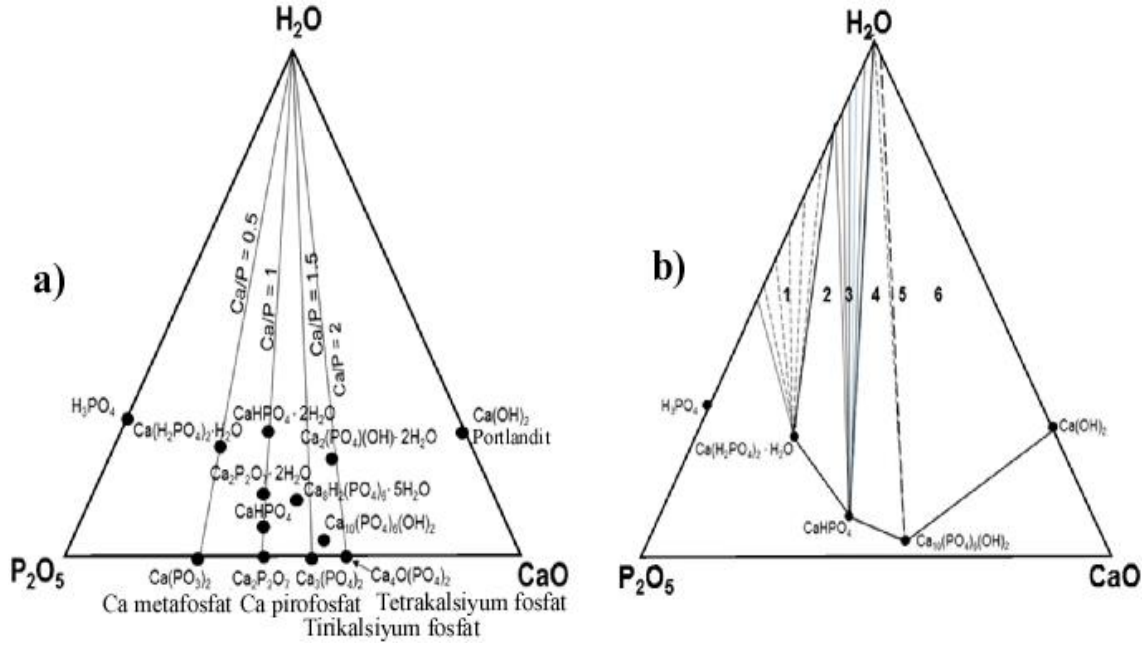 a)
H₂O
Ca/P = 0.5
Ca/P = 1
Ca/P = 1.5
Ca/P = 2
H₃PO₄
Ca(H₂PO₄)₂·H₂O
CaHPO₄· 2H₂O
Ca₂(PO₄)(OH)· 2H₂O
Ca(OH)₂
Portlandit
Ca₂P₂O₇· 2H₂O
Ca₈H₂(PO₄)₆· 5H₂O
CaHPO₄
Ca₁₀(PO₄)₆(OH)₂
P₂O₅
CaO
Ca(PO₃)₂
Ca₂P₂O₇
Ca₃(PO₄)₂
Ca₄O(PO₄)₂
Ca metafosfat
Ca pirofosfat
Tetrakalsiyum fosfat
Tirikalsiyum fosfat
b)
H₂O
1
2
3
4
5
6
H₃PO₄
Ca(H₂PO₄)₂ · H₂O
Ca(OH)₂
CaHPO₄
Ca₁₀(PO₄)₆(OH)₂
P₂O₅
CaO